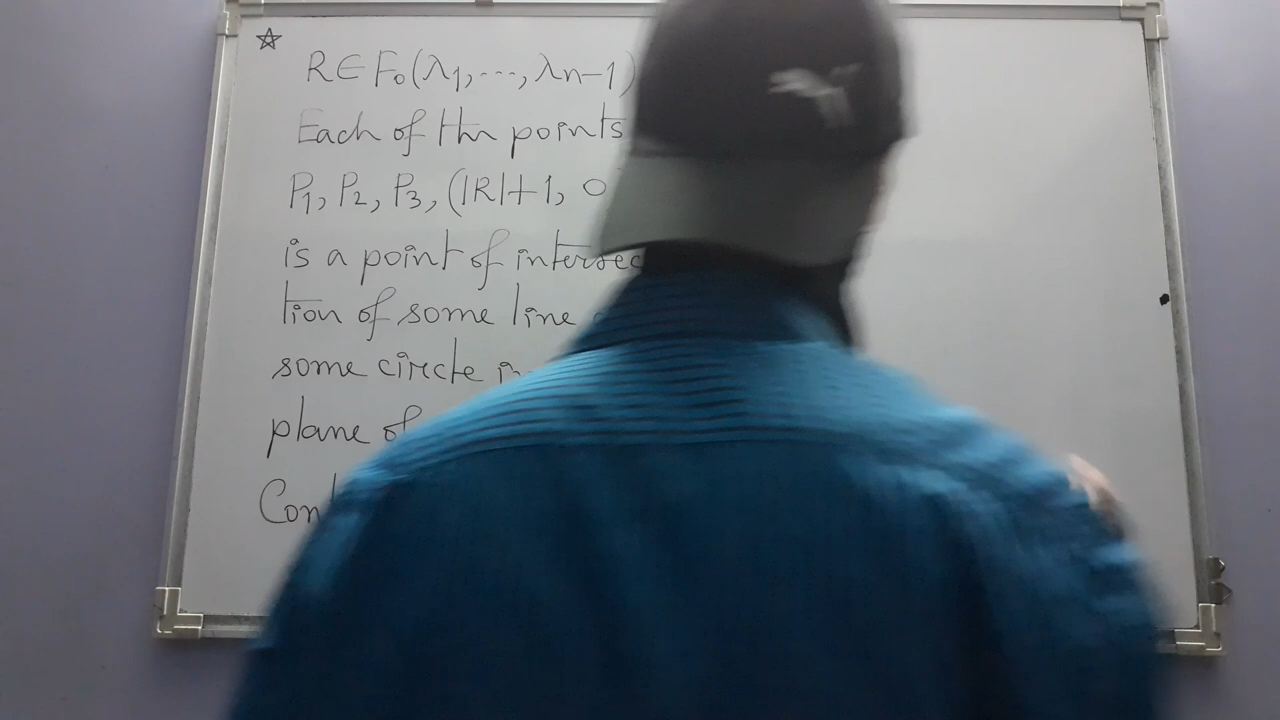 ☆ R ∈ F₀(λ₁, ..., λn-1)
Each of the points
P₁, P₂, P₃, (|R|+1, 0
is a point of intersec
tion of some line
some circle in
plane of